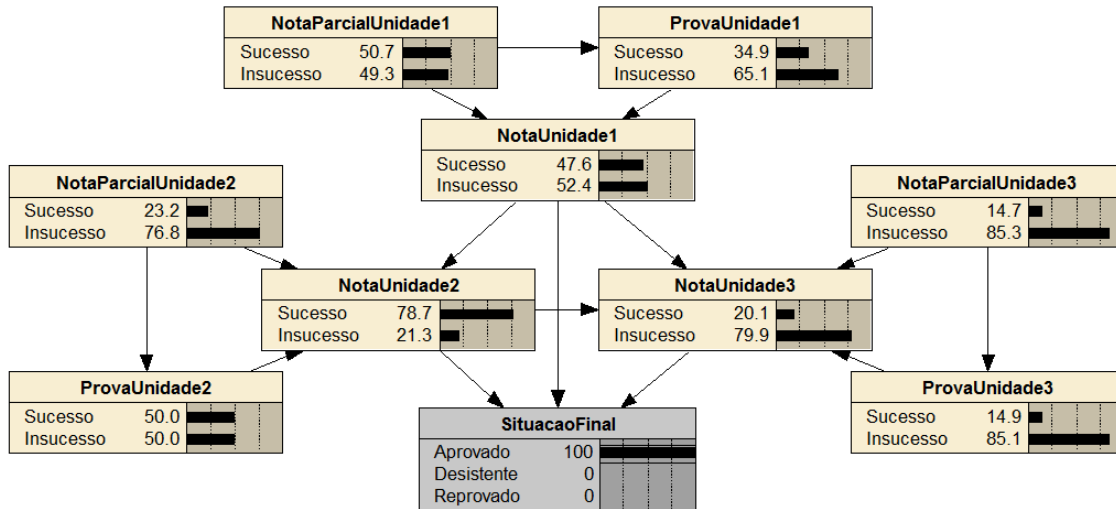 NotaParcialUnidade1
Sucesso 50.7
Insucesso 49.3
ProvaUnidade1
Sucesso 34.9
Insucesso 65.1
NotaUnidade1
Sucesso 47.6
Insucesso 52.4
NotaParcialUnidade2
Sucesso 23.2
Insucesso 76.8
NotaParcialUnidade3
Sucesso 14.7
Insucesso 85.3
NotaUnidade2
Sucesso 78.7
Insucesso 21.3
NotaUnidade3
Sucesso 20.1
Insucesso 79.9
ProvaUnidade2
Sucesso 50.0
Insucesso 50.0
SituacaoFinal
Aprovado 100
Desistente 0
Reprovado 0
ProvaUnidade3
Sucesso 14.9
Insucesso 85.1